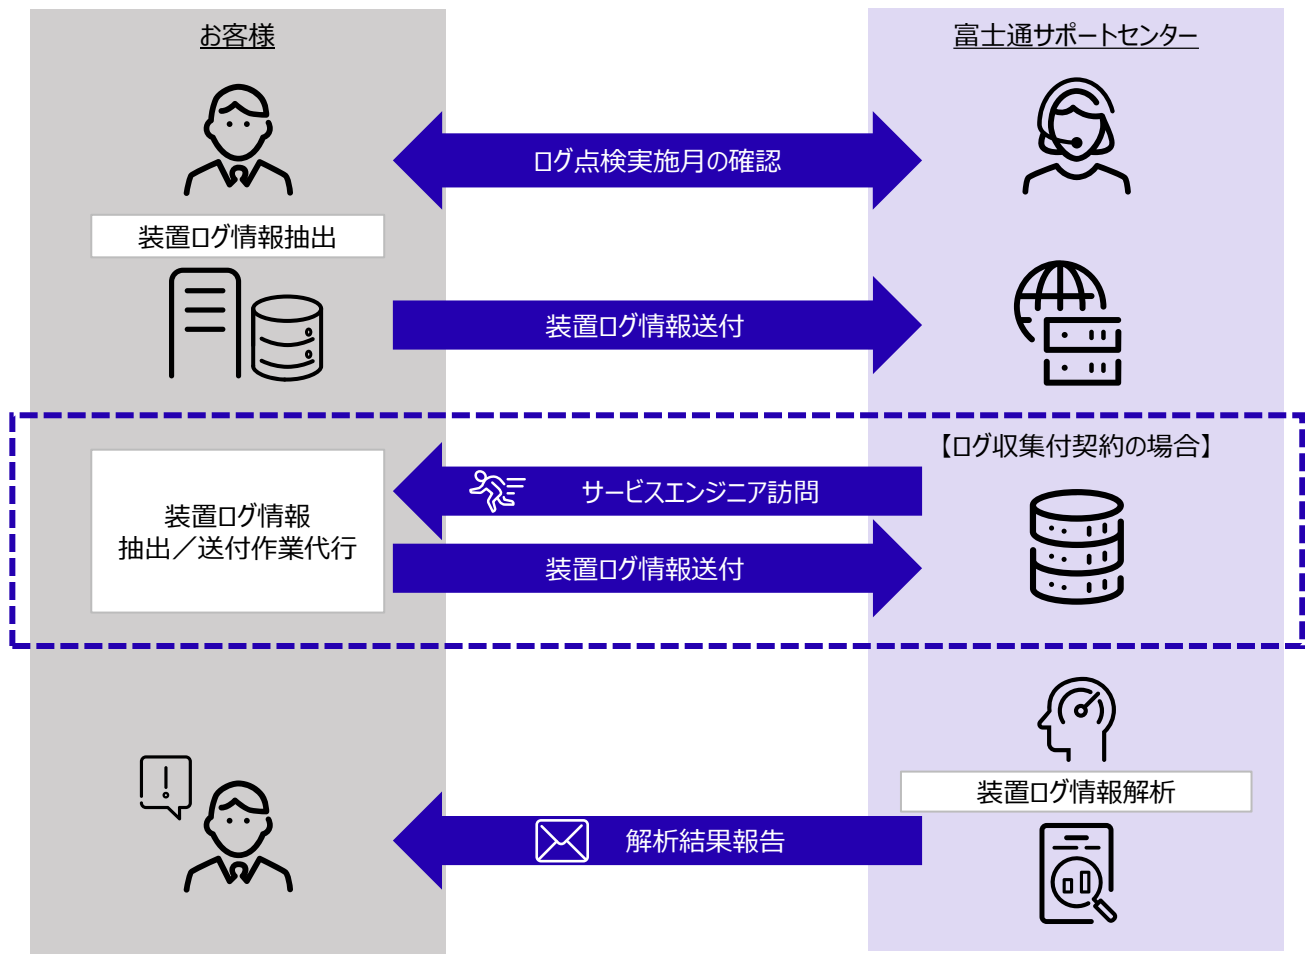 お客様
富士通サポートセンター
ログ点検実施月の確認
装置ログ情報抽出
装置ログ情報送付
【ログ収集付契約の場合】
サービスエンジニア訪問
装置ログ情報
抽出／送付作業代行
装置ログ情報送付
装置ログ情報解析
解析結果報告